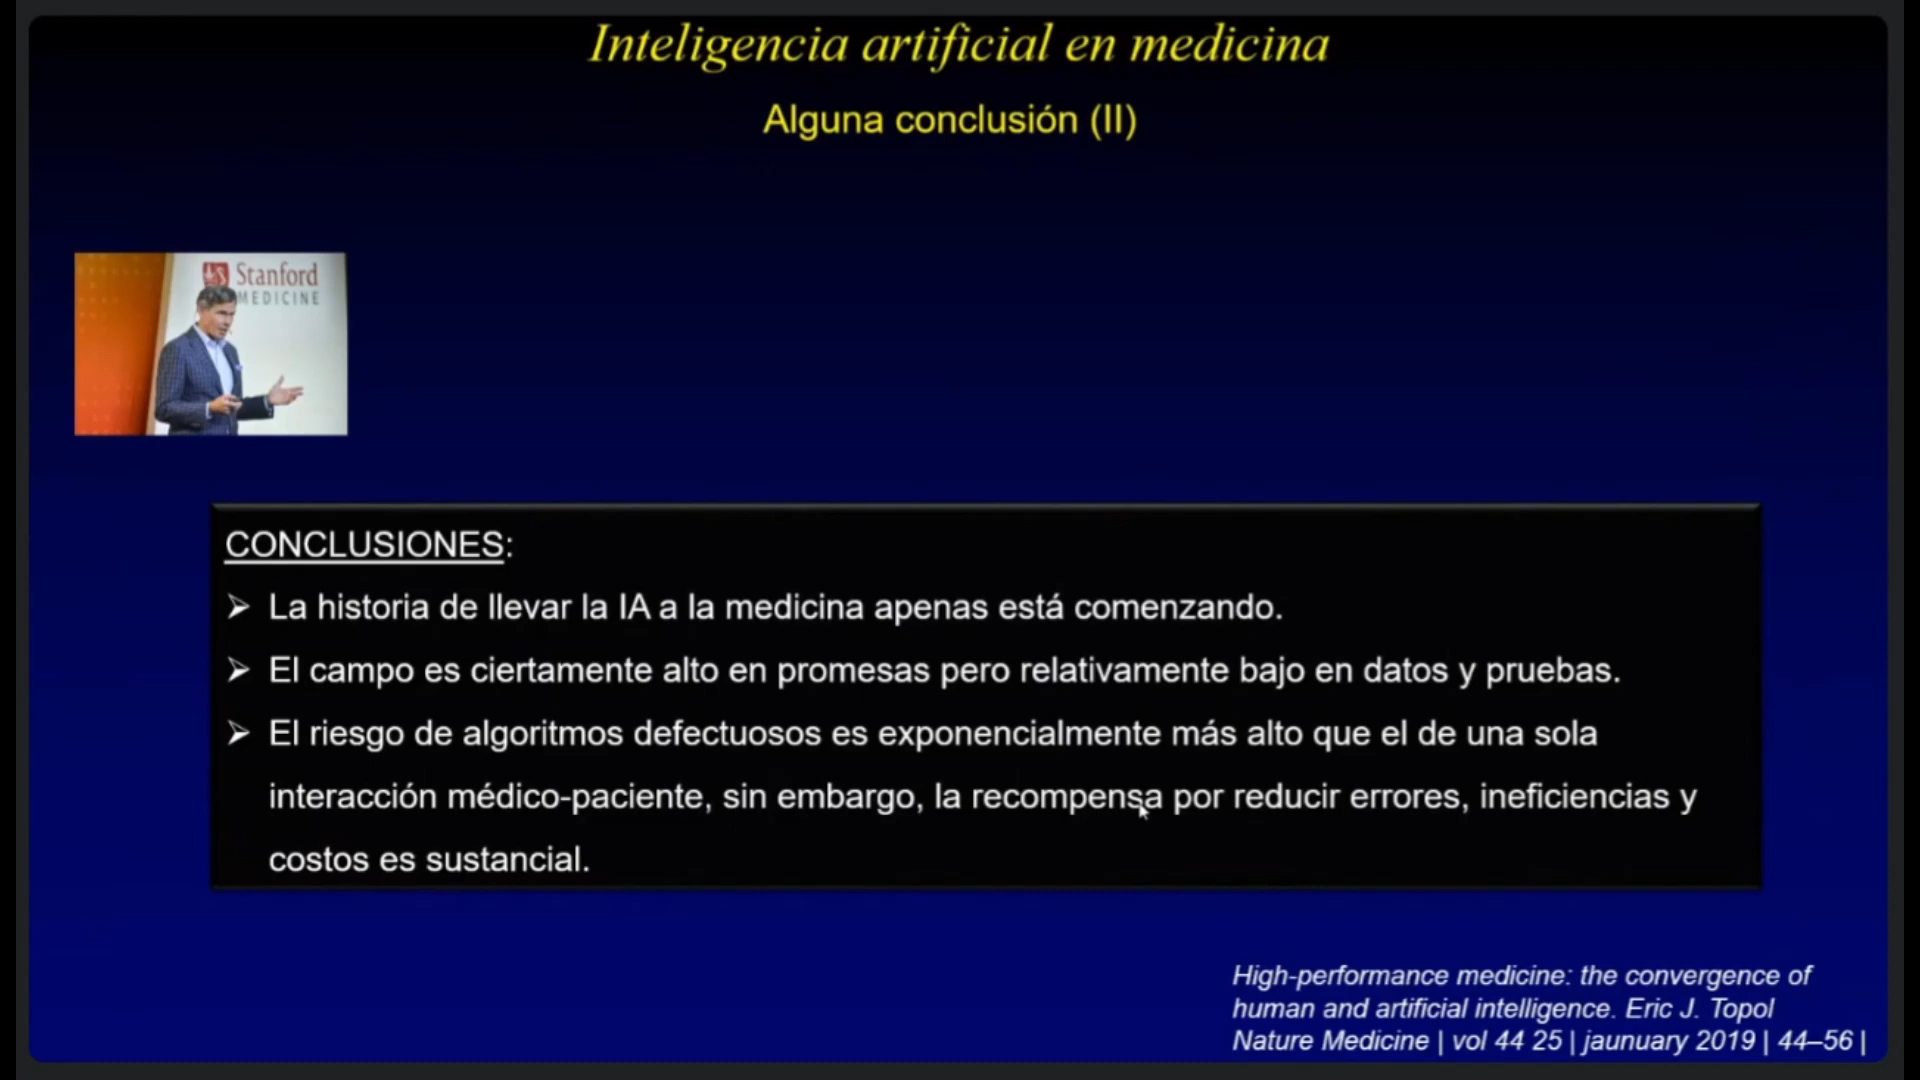 Inteligencia artificial en medicina
Alguna conclusión (II)
Stanford
MEDICINE
CONCLUSIONES:
➢ La historia de llevar la IA a la medicina apenas está comenzando.
➢ El campo es ciertamente alto en promesas pero relativamente bajo en datos y pruebas.
➢ El riesgo de algoritmos defectuosos es exponencialmente más alto que el de una sola
interacción médico-paciente, sin embargo, la recompensa por reducir errores, ineficiencias y
costos es sustancial.
High-performance medicine: the convergence of
human and artificial intelligence. Eric J. Topol
Nature Medicine | vol 44 25 | jaunuary 2019 | 44–56 |